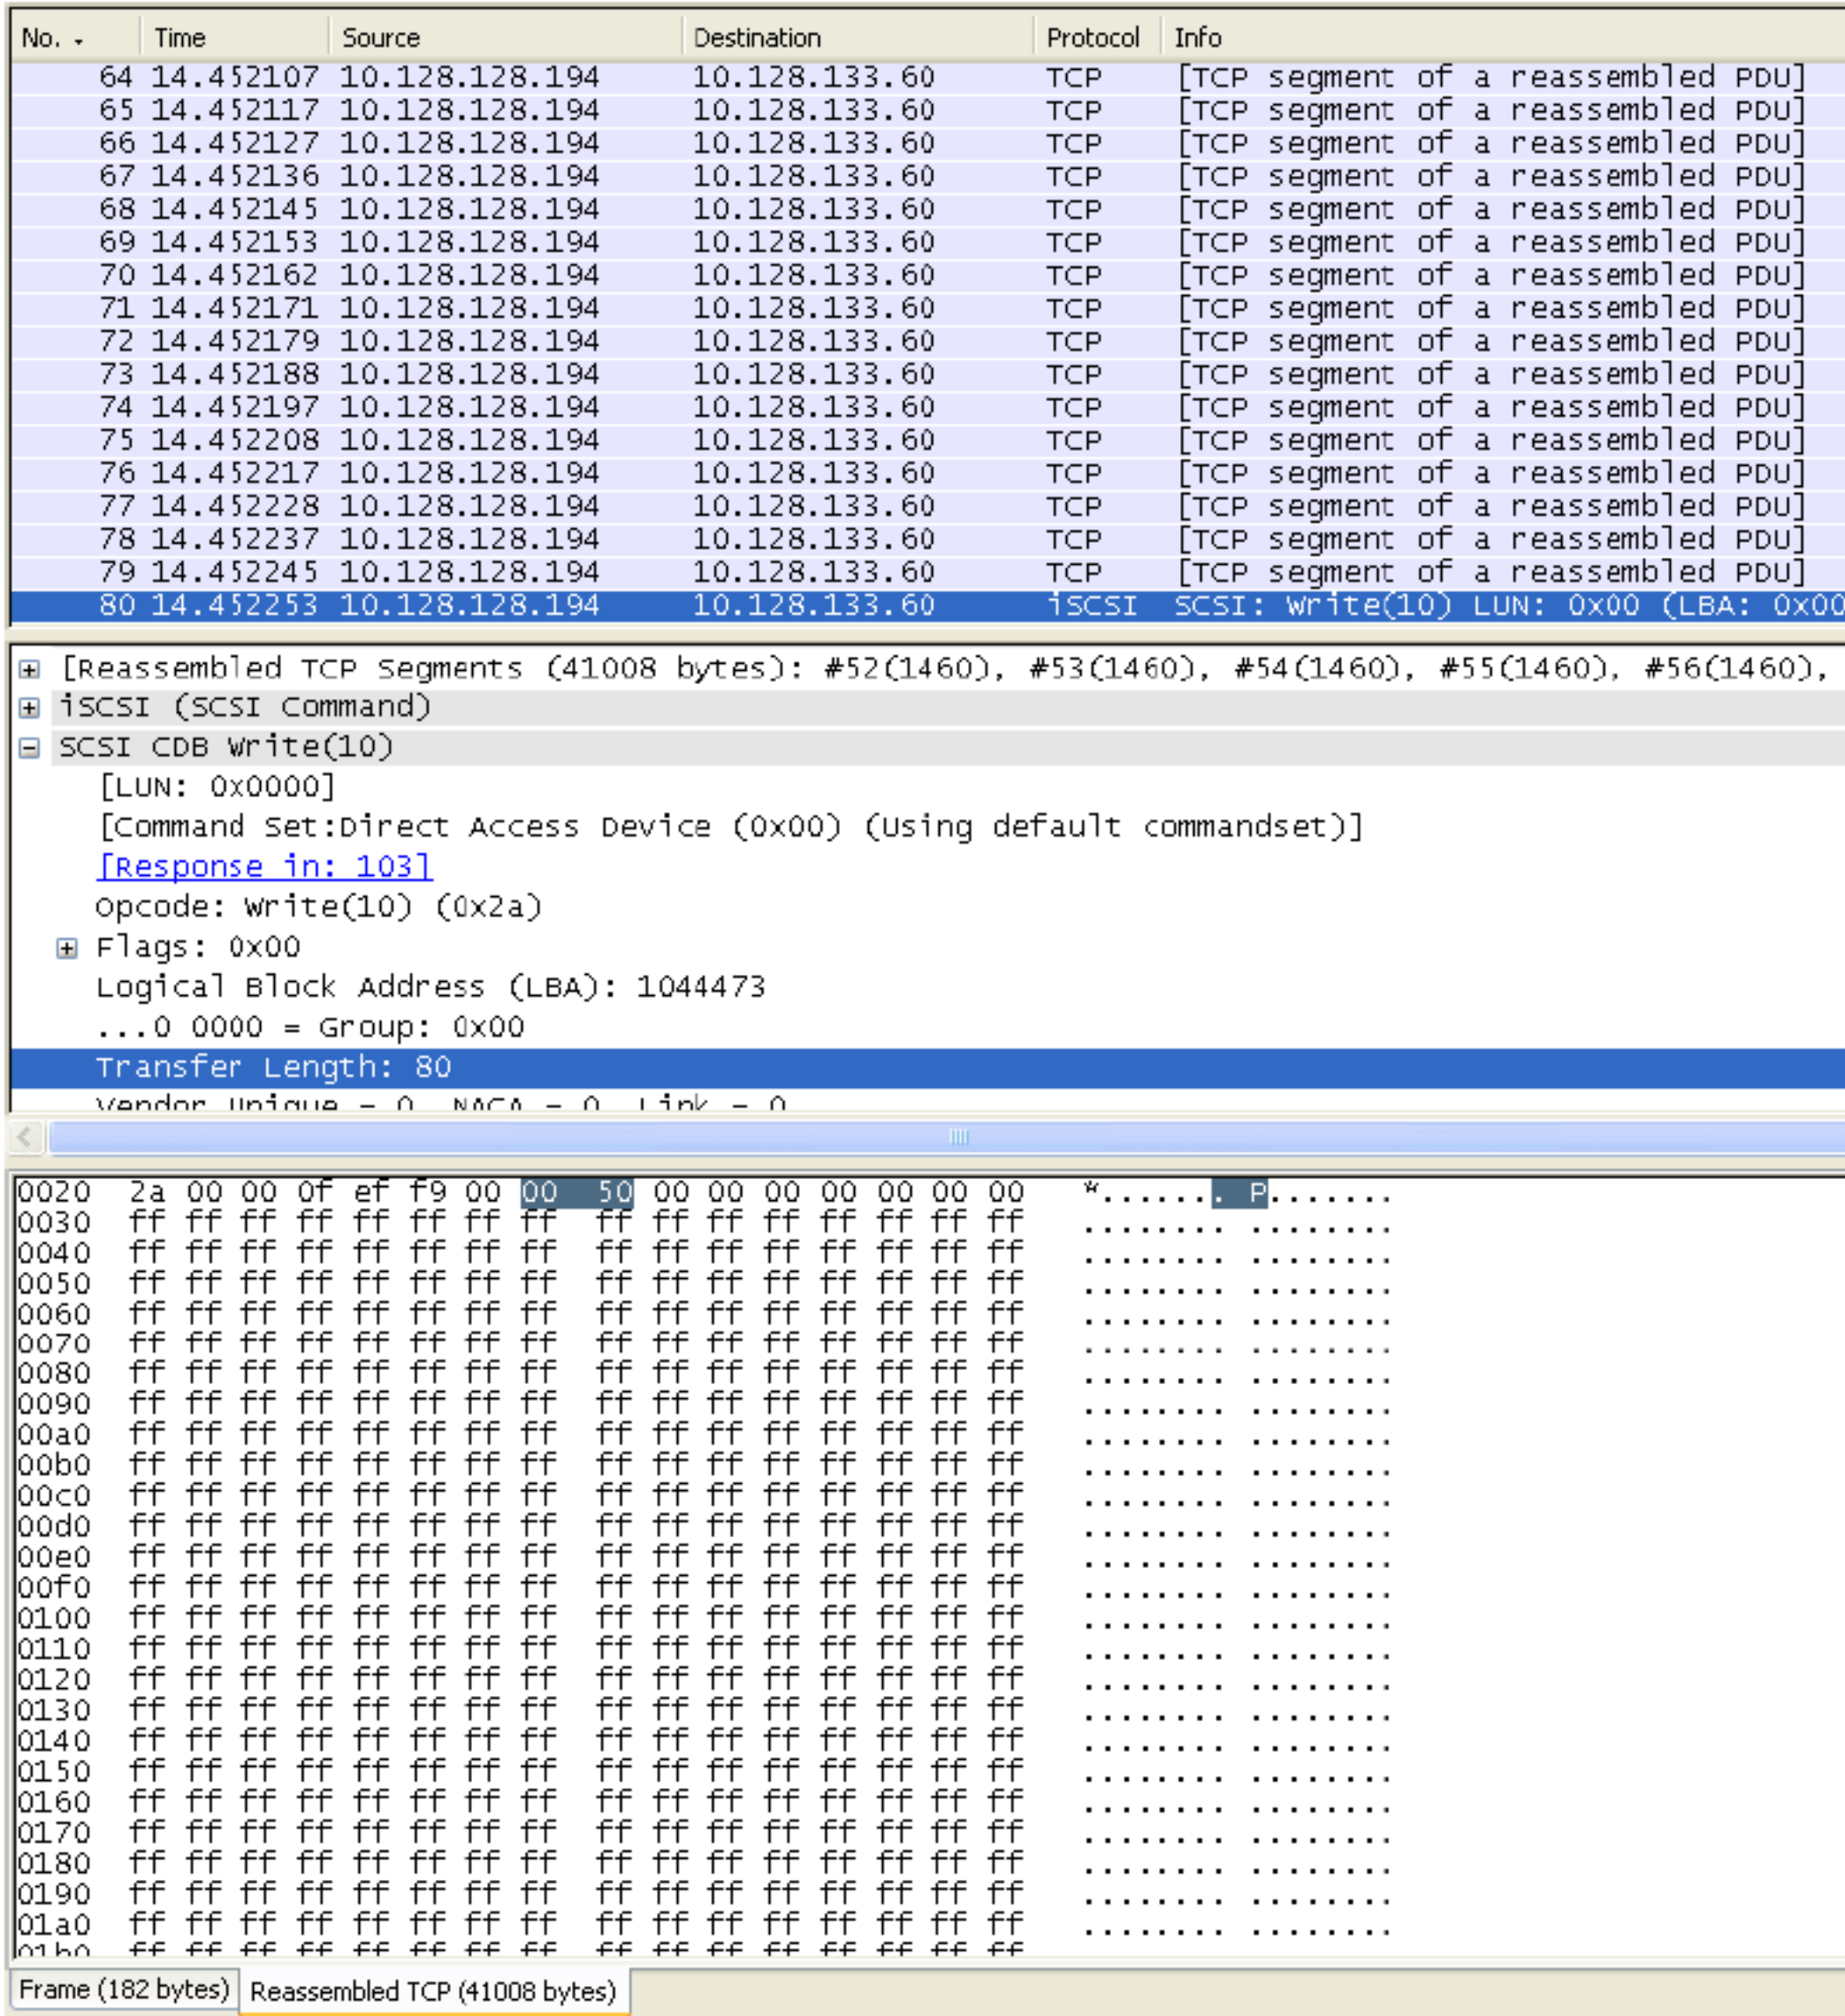 No. Time Source Destination Protocol Info
64 14.452107 10.128.128.194 10.128.133.60 TCP [TCP segment of a reassembled PDU]
65 14.452117 10.128.128.194 10.128.133.60 TCP [TCP segment of a reassembled PDU]
66 14.452127 10.128.128.194 10.128.133.60 TCP [TCP segment of a reassembled PDU]
67 14.452136 10.128.128.194 10.128.133.60 TCP [TCP segment of a reassembled PDU]
68 14.452145 10.128.128.194 10.128.133.60 TCP [TCP segment of a reassembled PDU]
69 14.452153 10.128.128.194 10.128.133.60 TCP [TCP segment of a reassembled PDU]
70 14.452162 10.128.128.194 10.128.133.60 TCP [TCP segment of a reassembled PDU]
71 14.452171 10.128.128.194 10.128.133.60 TCP [TCP segment of a reassembled PDU]
72 14.452179 10.128.128.194 10.128.133.60 TCP [TCP segment of a reassembled PDU]
73 14.452188 10.128.128.194 10.128.133.60 TCP [TCP segment of a reassembled PDU]
74 14.452197 10.128.128.194 10.128.133.60 TCP [TCP segment of a reassembled PDU]
75 14.452208 10.128.128.194 10.128.133.60 TCP [TCP segment of a reassembled PDU]
76 14.452217 10.128.128.194 10.128.133.60 TCP [TCP segment of a reassembled PDU]
77 14.452228 10.128.128.194 10.128.133.60 TCP [TCP segment of a reassembled PDU]
78 14.452237 10.128.128.194 10.128.133.60 TCP [TCP segment of a reassembled PDU]
79 14.452245 10.128.128.194 10.128.133.60 TCP [TCP segment of a reassembled PDU]
80 14.452253 10.128.128.194 10.128.133.60 iSCSI SCSI: Write(10) LUN: 0x00 (LBA: 0x00
[Reassembled TCP Segments (41008 bytes): #52(1460), #53(1460), #54(1460), #55(1460), #56(1460),
iSCSI (SCSI Command)
SCSI CDB Write(10)
[LUN: 0x0000]
[Command Set:Direct Access Device (0x00) (Using default commandset)]
[Response in: 103]
Opcode: Write(10) (0x2a)
Flags: 0x00
Logical Block Address (LBA): 1044473
...0 0000 = Group: 0x00
Transfer Length: 80
Vendor Unique = 0, NACA = 0, Link = 0
0020 2a 00 00 0f ef f9 00 00 50 00 00 00 00 00 00 00 *....... P.......
0030 ff ff ff ff ff ff ff ff ff ff ff ff ff ff ff ff ........ ........
0040 ff ff ff ff ff ff ff ff ff ff ff ff ff ff ff ff ........ ........
0050 ff ff ff ff ff ff ff ff ff ff ff ff ff ff ff ff ........ ........
0060 ff ff ff ff ff ff ff ff ff ff ff ff ff ff ff ff ........ ........
0070 ff ff ff ff ff ff ff ff ff ff ff ff ff ff ff ff ........ ........
0080 ff ff ff ff ff ff ff ff ff ff ff ff ff ff ff ff ........ ........
0090 ff ff ff ff ff ff ff ff ff ff ff ff ff ff ff ff ........ ........
00a0 ff ff ff ff ff ff ff ff ff ff ff ff ff ff ff ff ........ ........
00b0 ff ff ff ff ff ff ff ff ff ff ff ff ff ff ff ff ........ ........
00c0 ff ff ff ff ff ff ff ff ff ff ff ff ff ff ff ff ........ ........
00d0 ff ff ff ff ff ff ff ff ff ff ff ff ff ff ff ff ........ ........
00e0 ff ff ff ff ff ff ff ff ff ff ff ff ff ff ff ff ........ ........
00f0 ff ff ff ff ff ff ff ff ff ff ff ff ff ff ff ff ........ ........
0100 ff ff ff ff ff ff ff ff ff ff ff ff ff ff ff ff ........ ........
0110 ff ff ff ff ff ff ff ff ff ff ff ff ff ff ff ff ........ ........
0120 ff ff ff ff ff ff ff ff ff ff ff ff ff ff ff ff ........ ........
0130 ff ff ff ff ff ff ff ff ff ff ff ff ff ff ff ff ........ ........
0140 ff ff ff ff ff ff ff ff ff ff ff ff ff ff ff ff ........ ........
0150 ff ff ff ff ff ff ff ff ff ff ff ff ff ff ff ff ........ ........
0160 ff ff ff ff ff ff ff ff ff ff ff ff ff ff ff ff ........ ........
0170 ff ff ff ff ff ff ff ff ff ff ff ff ff ff ff ff ........ ........
0180 ff ff ff ff ff ff ff ff ff ff ff ff ff ff ff ff ........ ........
0190 ff ff ff ff ff ff ff ff ff ff ff ff ff ff ff ff ........ ........
01a0 ff ff ff ff ff ff ff ff ff ff ff ff ff ff ff ff ........ ........
01b0 ff ff ff ff ff ff ff ff ff ff ff ff ff ff ff ff
Frame (182 bytes) Reassembled TCP (41008 bytes)